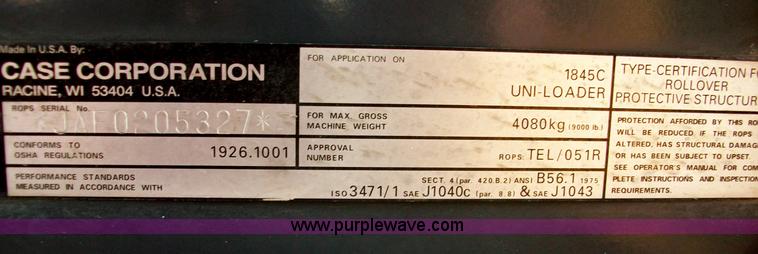 Made in U.S.A. By:
CASE CORPORATION
RACINE, WI 53404 U.S.A.
ROPS SERIAL No.
JAF0205327*
CONFORMS TO
OSHA REGULATIONS 1926.1001
PERFORMANCE STANDARDS
MEASURED IN ACCORDANCE WITH
SECT. 4 (par. 420.B.2) ANSI B56.1 1975
ISO 3471/1 SAE J1040C (par. 8.8) & SAE J1043
FOR APPLICATION ON
1845C
UNI-LOADER
FOR MAX. GROSS
MACHINE WEIGHT 4080kg (9000 lb.)
APPROVAL
NUMBER ROPS: TEL/051R
TYPE-CERTIFICATION FO
ROLLOVER
PROTECTIVE STRUCTUR
PROTECTION AFFORDED BY THIS RO
WILL BE REDUCED IF THE ROPS
ALTERED, HAS STRUCTURAL DAMAG
OR HAS BEEN SUBJECT TO UPSET.
SEE OPERATOR'S MANUAL FOR COM
PLETE INSTRUCTIONS AND INSPECTION
REQUIREMENTS.
www.purplewave.com